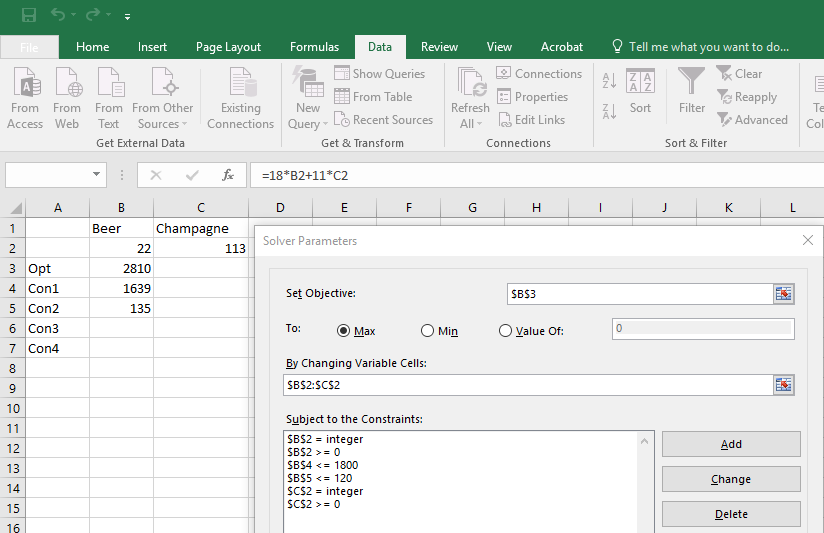 File Home Insert Page Layout Formulas Data Review View Acrobat Tell me what you want to do...
From Access
From Web
From Text
From Other Sources
Existing Connections
New Query
Show Queries
From Table
Recent Sources
Refresh All
Connections
Properties
Edit Links
Sort
Filter
Clear
Reapply
Advanced
Te
Col
Get External Data Get & Transform Connections Sort & Filter
fx =18*B2+11*C2
A B C D E F G H I J K L
1 Beer Champagne
2 22 113
3 Opt 2810
4 Con1 1639
5 Con2 135
6 Con3
7 Con4
8
9
10
11
12
13
14
15
16
Solver Parameters
Set Objective: $B$3
To: Max Min Value Of: 0
By Changing Variable Cells:
$B$2:$C$2
Subject to the Constraints:
$B$2 = integer
$B$2 >= 0
$B$4 <= 1800
$B$5 <= 120
$C$2 = integer
$C$2 >= 0
Add
Change
Delete